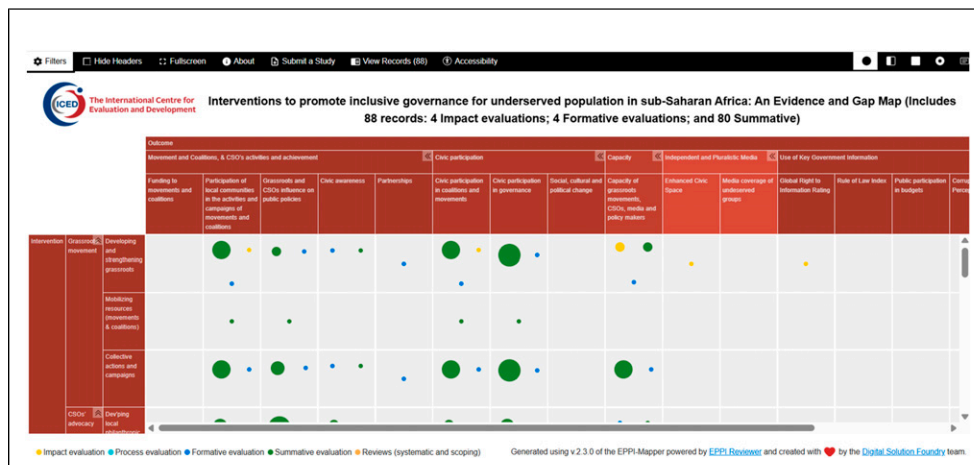 Filters Hide Headers Fullscreen About Submit a Study View Records (88) Accessibility
ICED
The International Centre for
Evaluation and Development
Interventions to promote inclusive governance for underserved population in sub-Saharan Africa: An Evidence and Gap Map (Includes
88 records: 4 Impact evaluations; 4 Formative evaluations; and 80 Summative)
Outcome
Movement and Coalitions, & CSO's activities and achievement
Civic participation
Capacity
Independent and Pluralistic Media
Use of Key Government Information
Funding to
movements and
coalitions
Participation of
local communities
in the activities and
campaigns of
movements and
coalitions
Grassroots and
CSOs influence on
public policies
Civic awareness
Partnerships
Civic participation
in coalitions and
movements
Civic participation
in governance
Social, cultural and
political change
Capacity of
grassroots
movements,
CSOs, media and
policy makers
Enhanced Civic
Space
Media coverage of
undeserved
groups
Global Right to
Information Rating
Rule of Law Index
Public participation
in budgets
Corrup
Percep
Intervention
Grassroots
movement
Developing
and
strengthening
grassroots
Mobilizing
resources
(movements
& coalitions)
Collective
actions and
campaigns
CSOs'
advocacy
Dev'ping
local
philanthropic
Impact evaluation Process evaluation Formative evaluation Summative evaluation Reviews (systematic and scoping)
Generated using v.2.3.0 of the EPPI-Mapper powered by EPPI Reviewer and created with by the Digital Solution Foundry team.